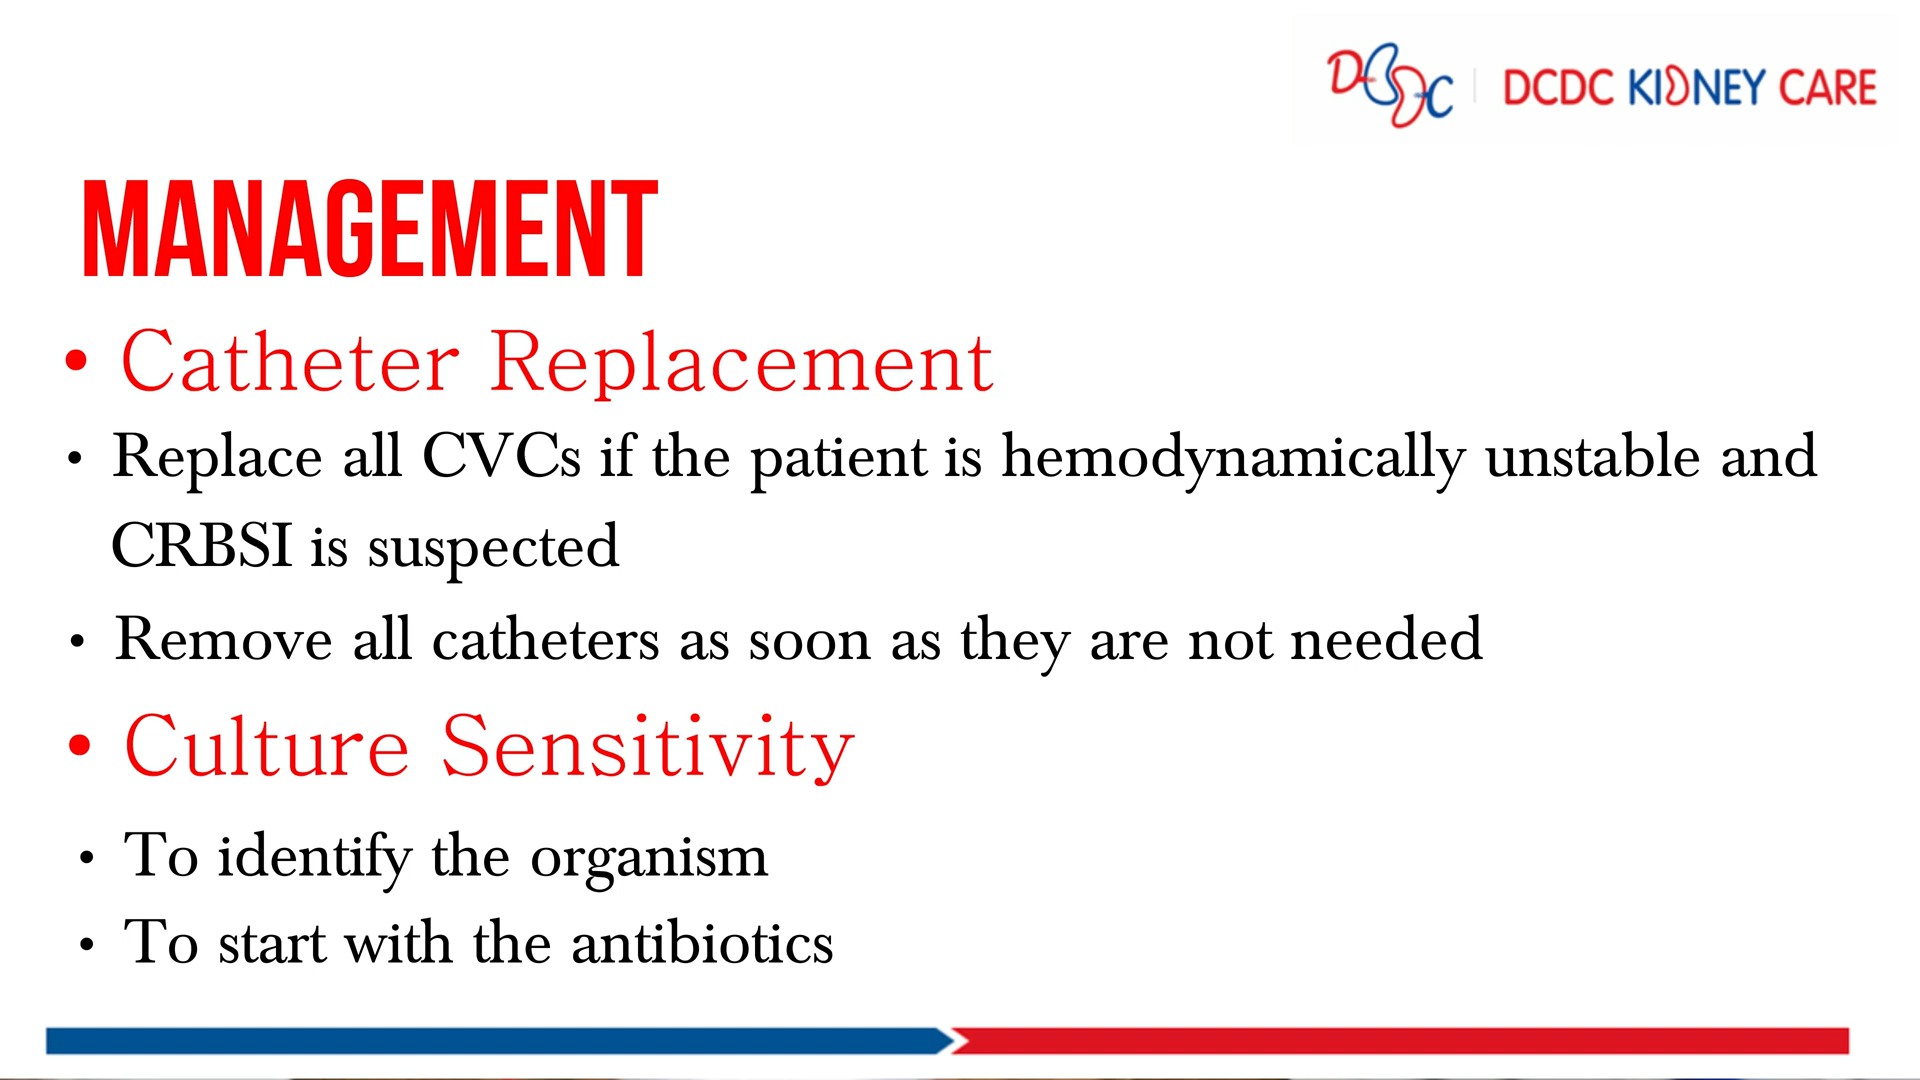 DCDC | DCDC KIDNEY CARE
MANAGEMENT
• Catheter Replacement
• Replace all CVCs if the patient is hemodynamically unstable and
CRBSI is suspected
• Remove all catheters as soon as they are not needed
• Culture Sensitivity
• To identify the organism
• To start with the antibiotics